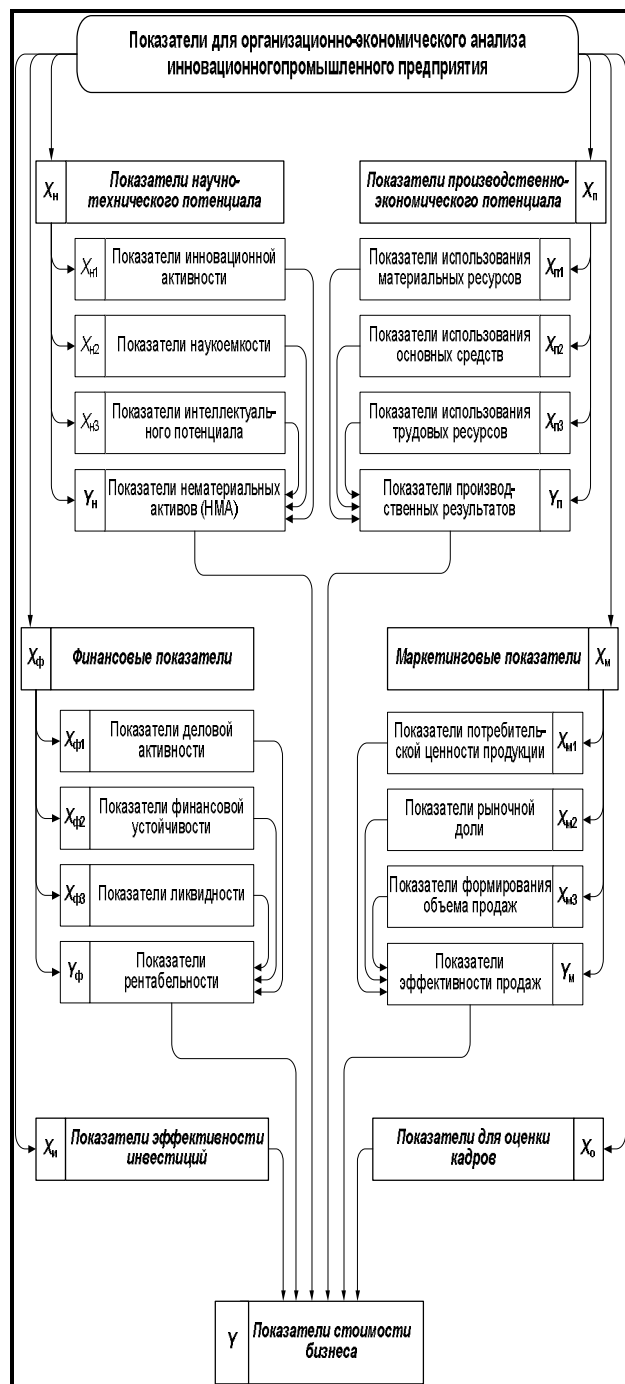 Показатели для организационно-экономического анализа
инновационногопромышленного предприятия
Xн
Показатели научно-
технического потенциала
Xн1
Показатели инновационной
активности
Xн2
Показатели наукоемкости
Xн3
Показатели интеллектуаль-
ного потенциала
Yн
Показатели нематериальных
активов (НМА)
Показатели производственно-
экономического потенциала
Xп
Показатели использования
материальных ресурсов
Xп1
Показатели использования
основных средств
Xп2
Показатели использования
трудовых ресурсов
Xп3
Показатели производ-
ственных результатов
Yп
Xф
Финансовые показатели
Xф1
Показатели деловой
активности
Xф2
Показатели финансовой
устойчивости
Xф3
Показатели ликвидности
Yф
Показатели
рентабельности
Маркетинговые показатели
Xм
Показатели потребитель-
ской ценности продукции
Xм1
Показатели рыночной
доли
Xм2
Показатели формирования
объема продаж
Xм3
Показатели
эффективности продаж
Yм
Xи
Показатели эффективности
инвестиций
Показатели для оценки
кадров
Xо
Y
Показатели стоимости
бизнеса